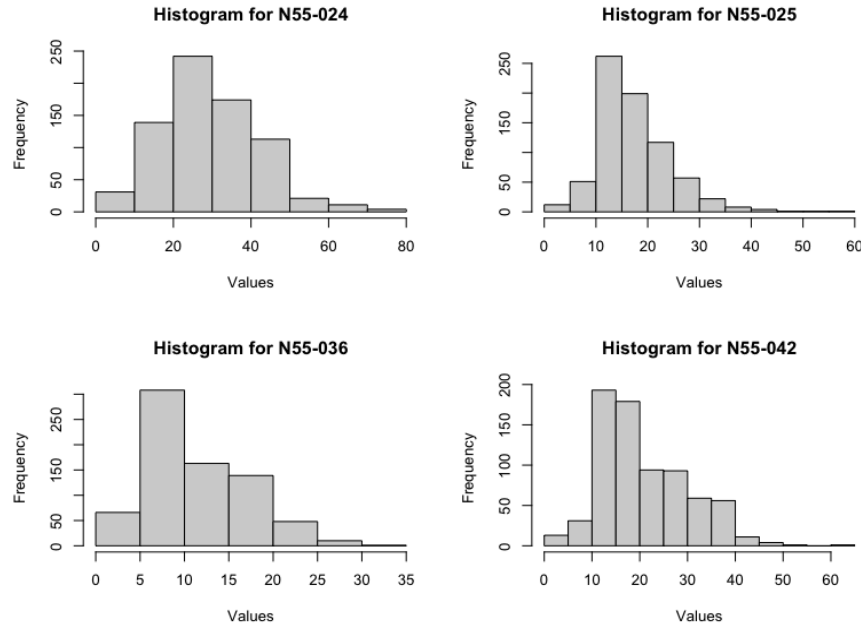 Histogram for N55-024
Frequency
0
50
150
250
0 20 40 60 80
Values
Histogram for N55-025
Frequency
0
50
150
250
0 10 20 30 40 50 60
Values
Histogram for N55-036
Frequency
0
50
150
250
0 5 10 15 20 25 30 35
Values
Histogram for N55-042
Frequency
0
50
100
150
200
0 10 20 30 40 50 60
Values